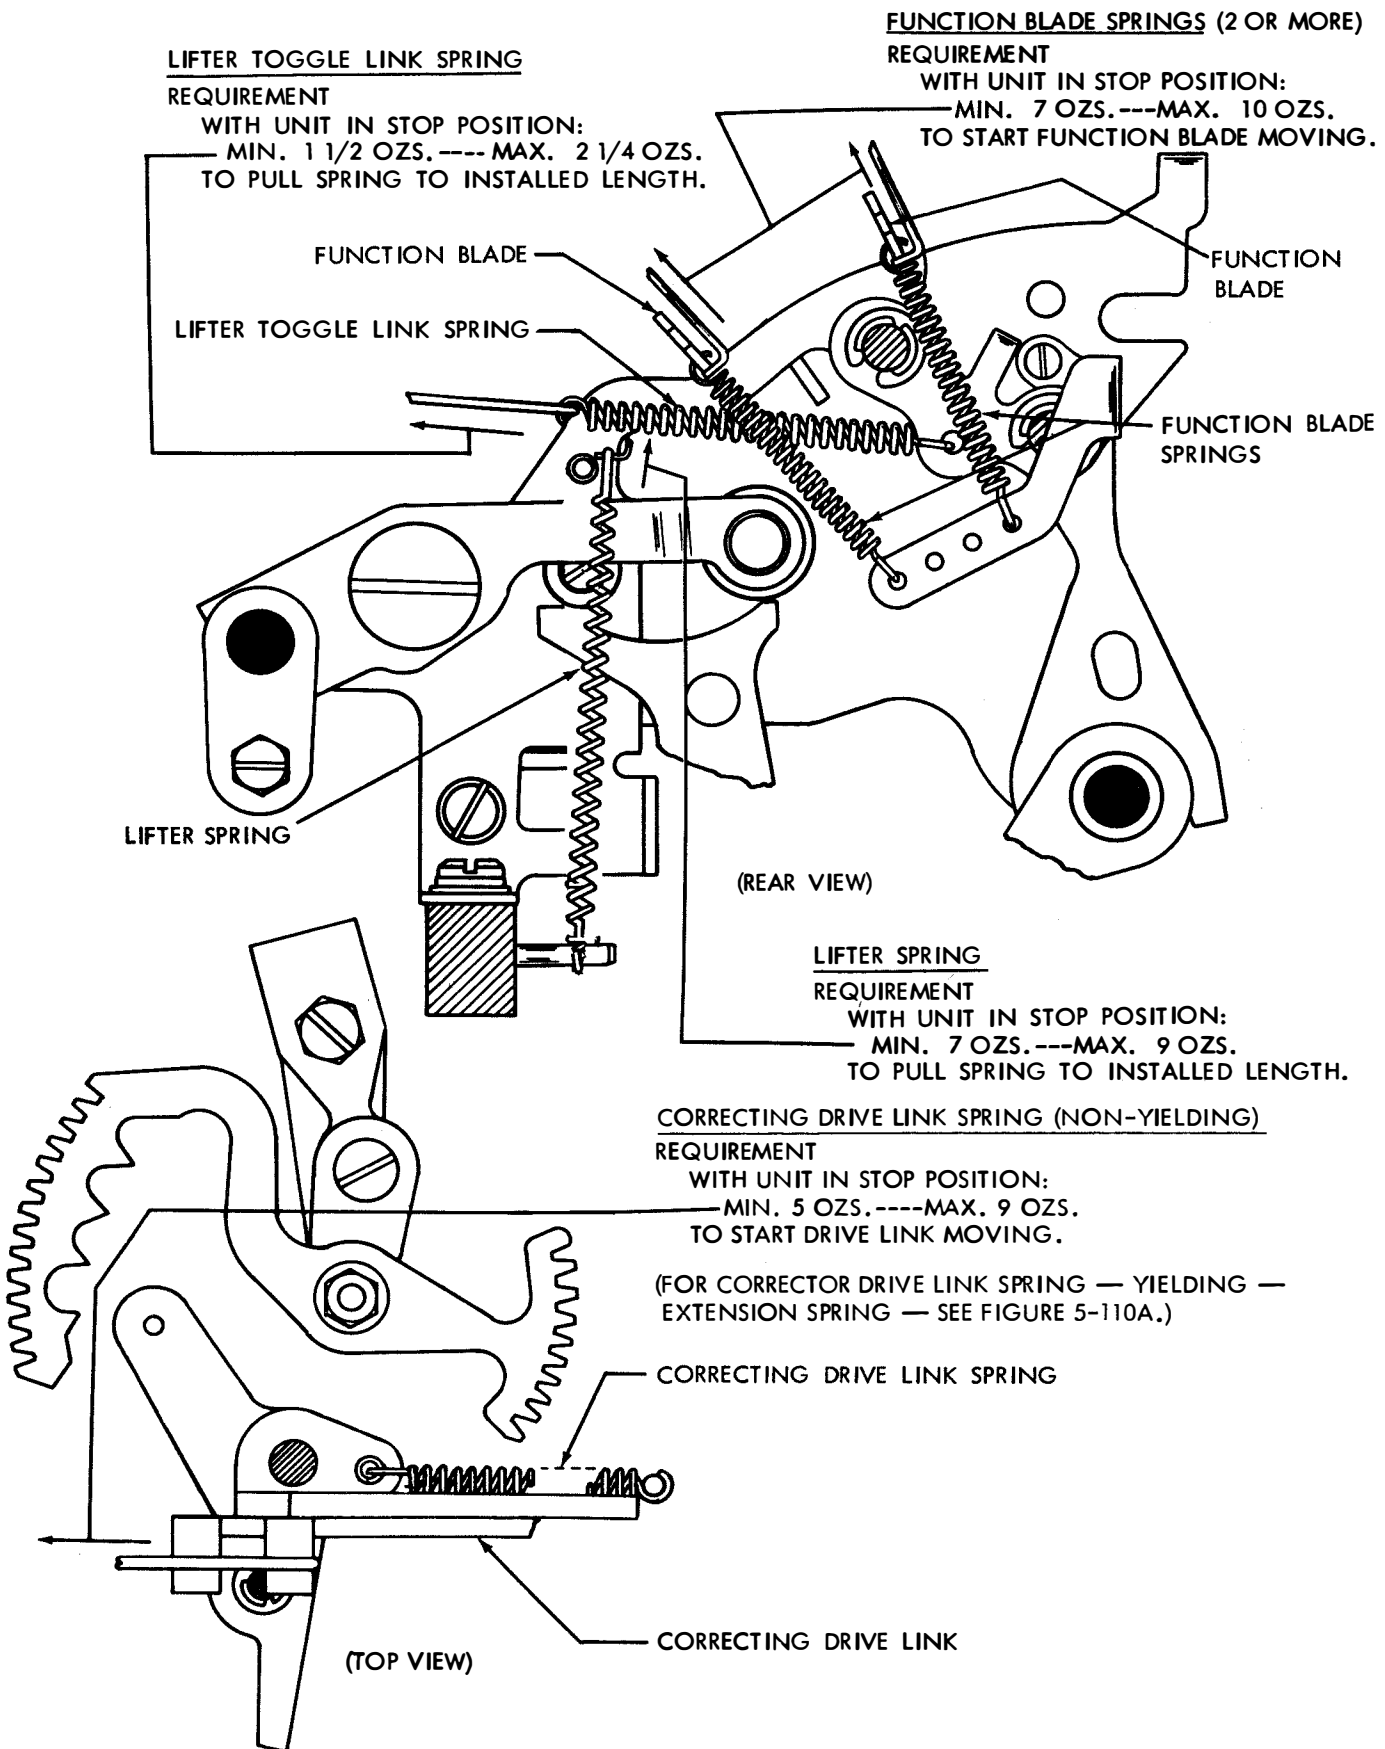 LIFTER TOGGLE LINK SPRING
REQUIREMENT
WITH UNIT IN STOP POSITION:
MIN. 1 1/2 OZS.---- MAX. 2 1/4 OZS.
TO PULL SPRING TO INSTALLED LENGTH.
FUNCTION BLADE SPRINGS (2 OR MORE)
REQUIREMENT
WITH UNIT IN STOP POSITION:
MIN. 7 OZS.---MAX. 10 OZS.
TO START FUNCTION BLADE MOVING.
FUNCTION BLADE
LIFTER TOGGLE LINK SPRING
FUNCTION
BLADE
FUNCTION BLADE
SPRINGS
LIFTER SPRING
(REAR VIEW)
LIFTER SPRING
REQUIREMENT
WITH UNIT IN STOP POSITION:
MIN. 7 OZS.---MAX. 9 OZS.
TO PULL SPRING TO INSTALLED LENGTH.
CORRECTING DRIVE LINK SPRING (NON-YIELDING)
REQUIREMENT
WITH UNIT IN STOP POSITION:
MIN. 5 OZS.----MAX. 9 OZS.
TO START DRIVE LINK MOVING.
(FOR CORRECTOR DRIVE LINK SPRING — YIELDING —
EXTENSION SPRING — SEE FIGURE 5-110A.)
CORRECTING DRIVE LINK SPRING
CORRECTING DRIVE LINK
(TOP VIEW)